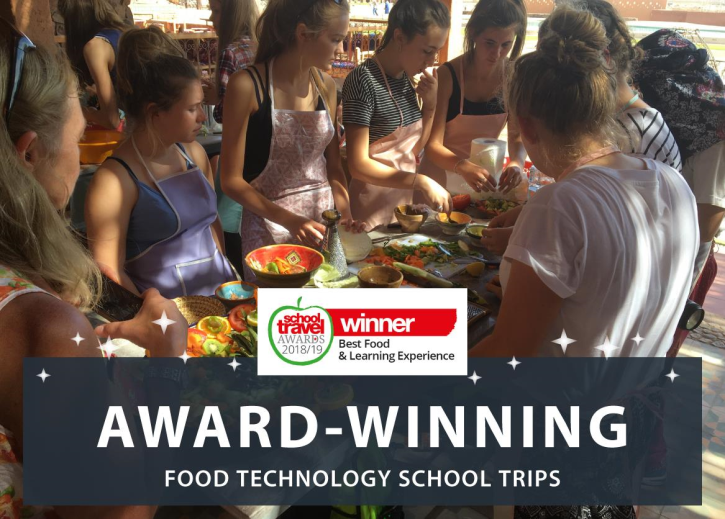 school
travel
AWARDS
2018/19
winner
Best Food
& Learning Experience
AWARD-WINNING
FOOD TECHNOLOGY SCHOOL TRIPS